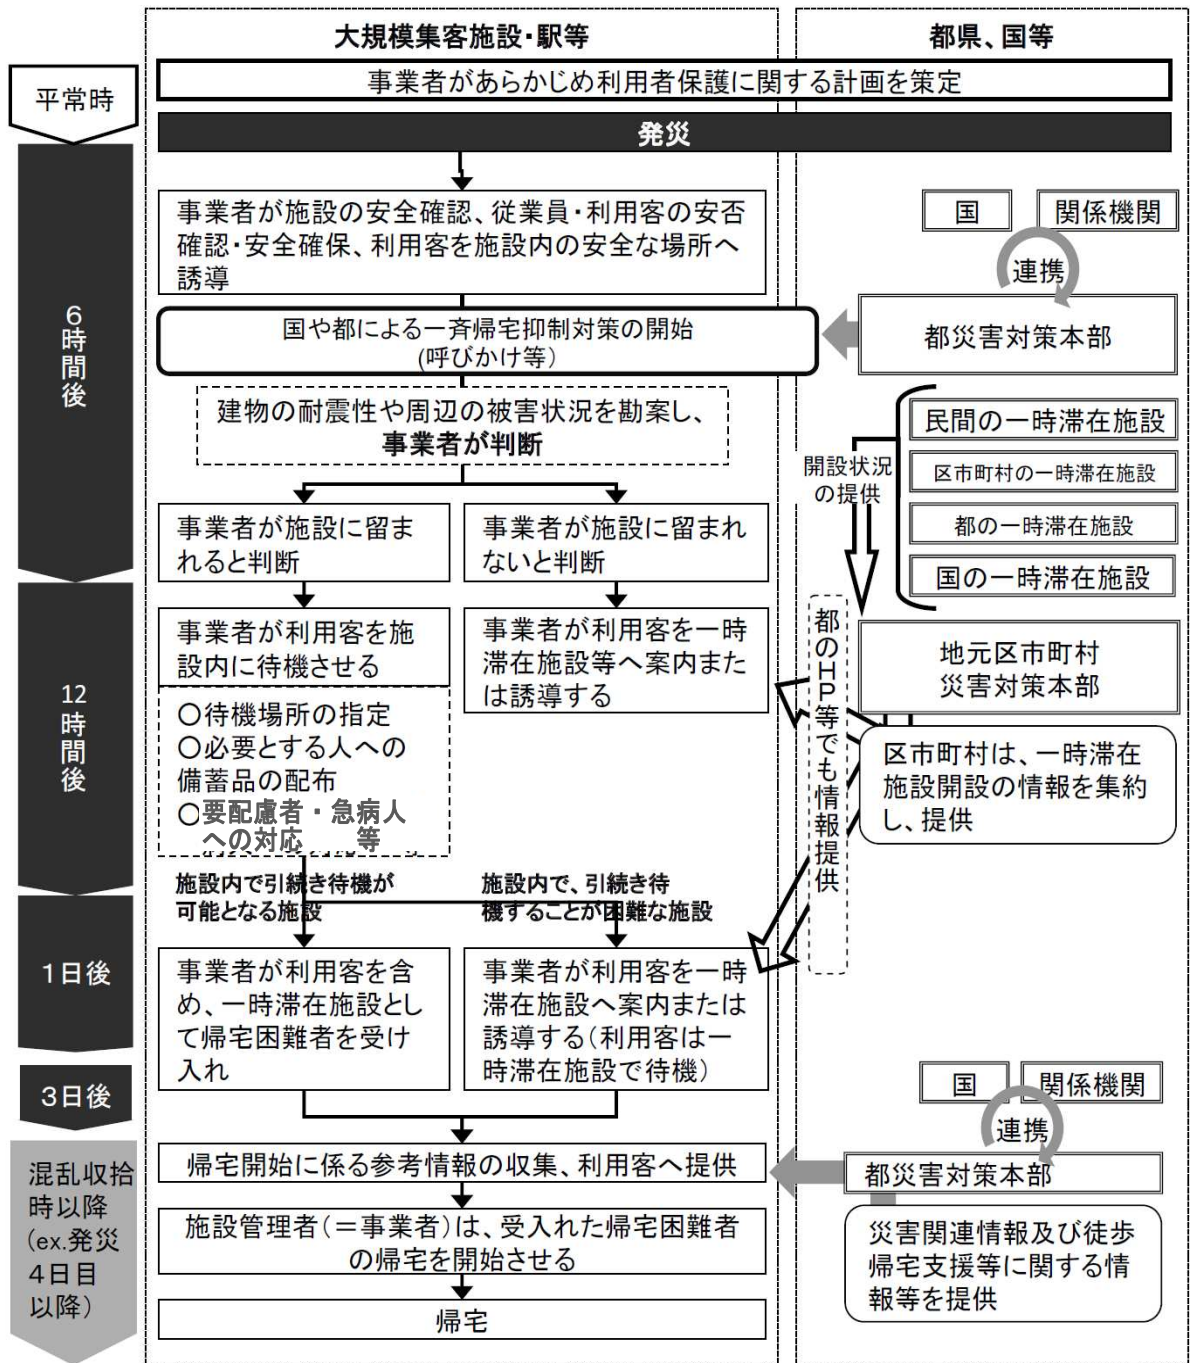 大規模集客施設・駅等
都県、国等
平常時
事業者があらかじめ利用者保護に関する計画を策定
発災
6時間後
事業者が施設の安全確認、従業員・利用客の安否
確認・安全確保、利用客を施設内の安全な場所へ
誘導
国
関係機関
連携
国や都による一斉帰宅抑制対策の開始
(呼びかけ等)
都災害対策本部
建物の耐震性や周辺の被害状況を勘案し、
事業者が判断
民間の一時滞在施設
区市町村の一時滞在施設
都の一時滞在施設
国の一時滞在施設
開設状況
の提供
事業者が施設に留ま
れると判断
事業者が施設に留まれ
ないと判断
12時間後
事業者が利用客を施
設内に待機させる
事業者が利用客を一時
滞在施設等へ案内また
は誘導する
都のHP等でも情報提供
地元区市町村
災害対策本部
〇待機場所の指定
〇必要とする人への
備蓄品の配布
〇要配慮者・急病人
への対応　等
区市町村は、一時滞在
施設開設の情報を集約
し、提供
施設内で引続き待機が
可能となる施設
施設内で、引続き待
機することが困難な施設
1日後
事業者が利用客を含
め、一時滞在施設とし
て帰宅困難者を受け
入れ
事業者が利用客を一時
滞在施設へ案内または
誘導する(利用客は一
時滞在施設で待機)
3日後
国
関係機関
連携
混乱収拾
時以降
(ex.発災
4日目
以降)
帰宅開始に係る参考情報の収集、利用客へ提供
都災害対策本部
施設管理者(=事業者)は、受入れた帰宅困難者
の帰宅を開始させる
災害関連情報及び徒歩
帰宅支援等に関する情
報等を提供
帰宅